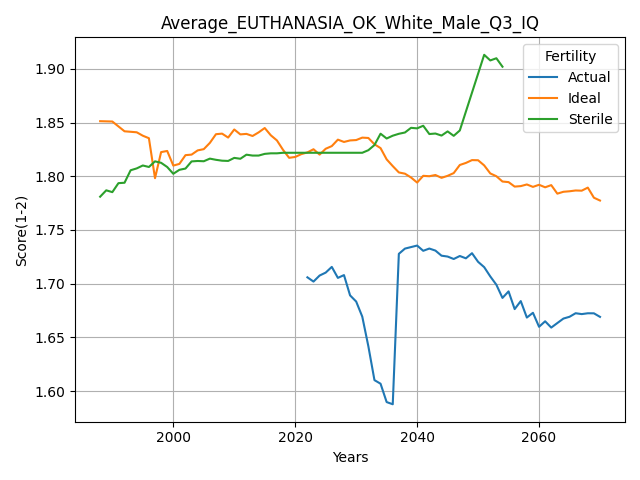 Average_EUTHANASIA_OK_White_Male_Q3_IQ
Fertility
Actual
Ideal
Sterile
Score(1-2)
1.90
1.85
1.80
1.75
1.70
1.65
1.60
2000
2020
2040
2060
Years